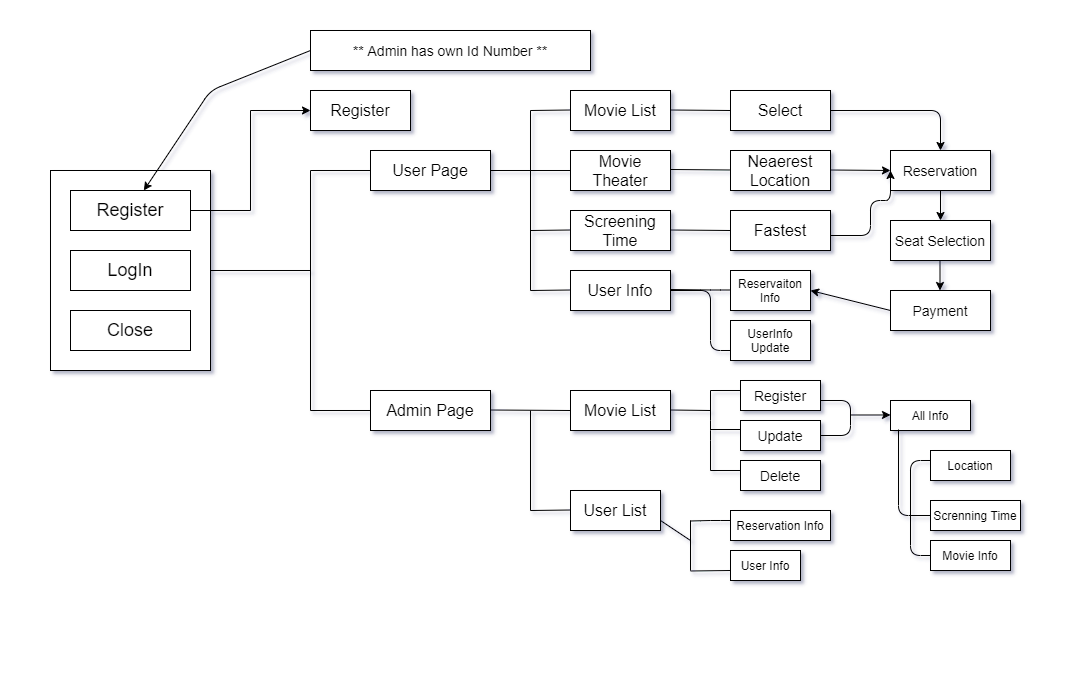 ** Admin has own Id Number **
Register
Register
LogIn
Close
User Page
Movie List
Select
Movie
Theater
Neaerest
Location
Screening
Time
Fastest
User Info
Reservaiton
Info
UserInfo
Update
Reservation
Seat Selection
Payment
Admin Page
Movie List
Register
Update
Delete
All Info
Location
Screnning Time
Movie Info
User List
Reservation Info
User Info